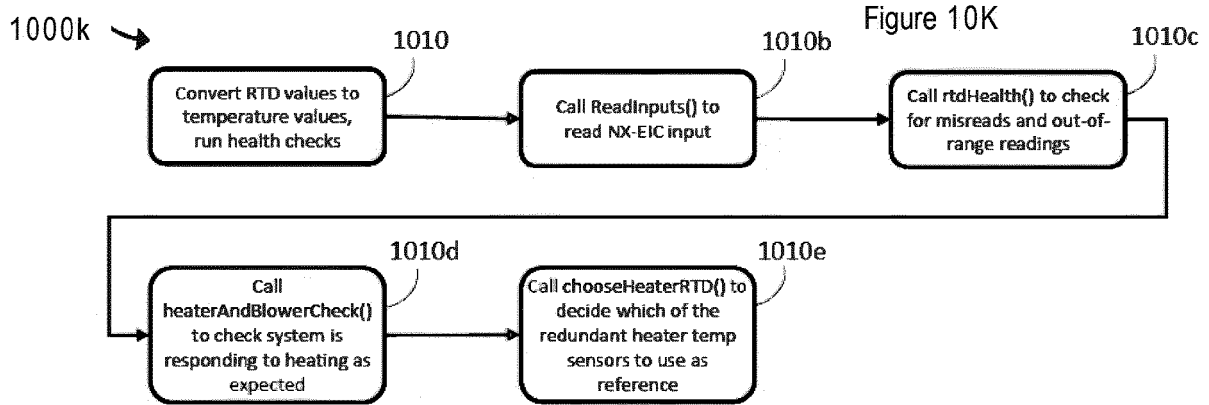 1000k
Figure 10K
1010
Convert RTD values to
temperature values,
run health checks
1010b
Call ReadInputs() to
read NX-EIC input
1010c
Call rtdHealth() to check
for misreads and out-of-
range readings
1010d
Call
heaterAndBlowerCheck()
to check system is
responding to heating as
expected
1010e
Call chooseHeaterRTD() to
decide which of the
redundant heater temp
sensors to use as
reference